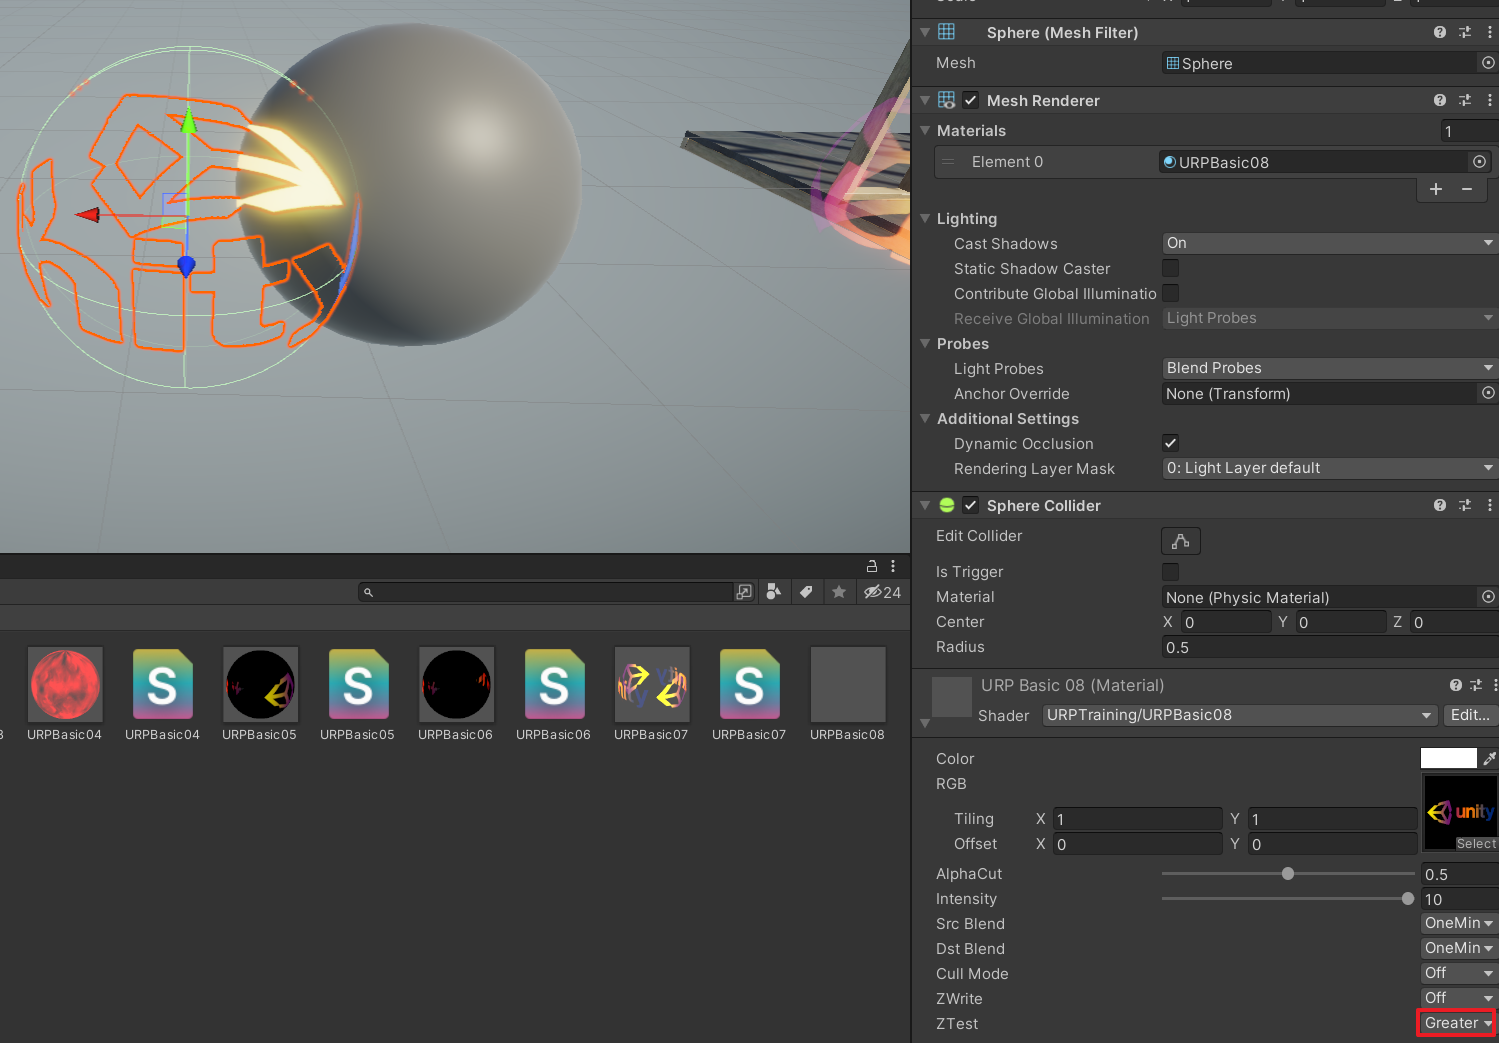 Sphere (Mesh Filter)
Mesh
Sphere
Mesh Renderer
Materials
1
Element 0
URPBasic08
Lighting
Cast Shadows
On
Static Shadow Caster
Contribute Global Illuminatio
Receive Global Illumination
Light Probes
Probes
Light Probes
Blend Probes
Anchor Override
None (Transform)
Additional Settings
Dynamic Occlusion
Rendering Layer Mask
0: Light Layer default
Sphere Collider
Edit Collider
Is Trigger
Material
None (Physic Material)
Center
X 0 Y 0 Z 0
Radius
0.5
URP Basic 08 (Material)
Shader
URPTraining/URPBasic08
Edit...
Color
RGB
Tiling X 1 Y 1
Offset X 0 Y 0
unity
Select
AlphaCut
0.5
Intensity
10
Src Blend
OneMin
Dst Blend
OneMin
Cull Mode
Off
ZWrite
Off
ZTest
Greater
24
S S S S
URPBasic04 URPBasic04 URPBasic05 URPBasic05 URPBasic06 URPBasic06 URPBasic07 URPBasic07 URPBasic08